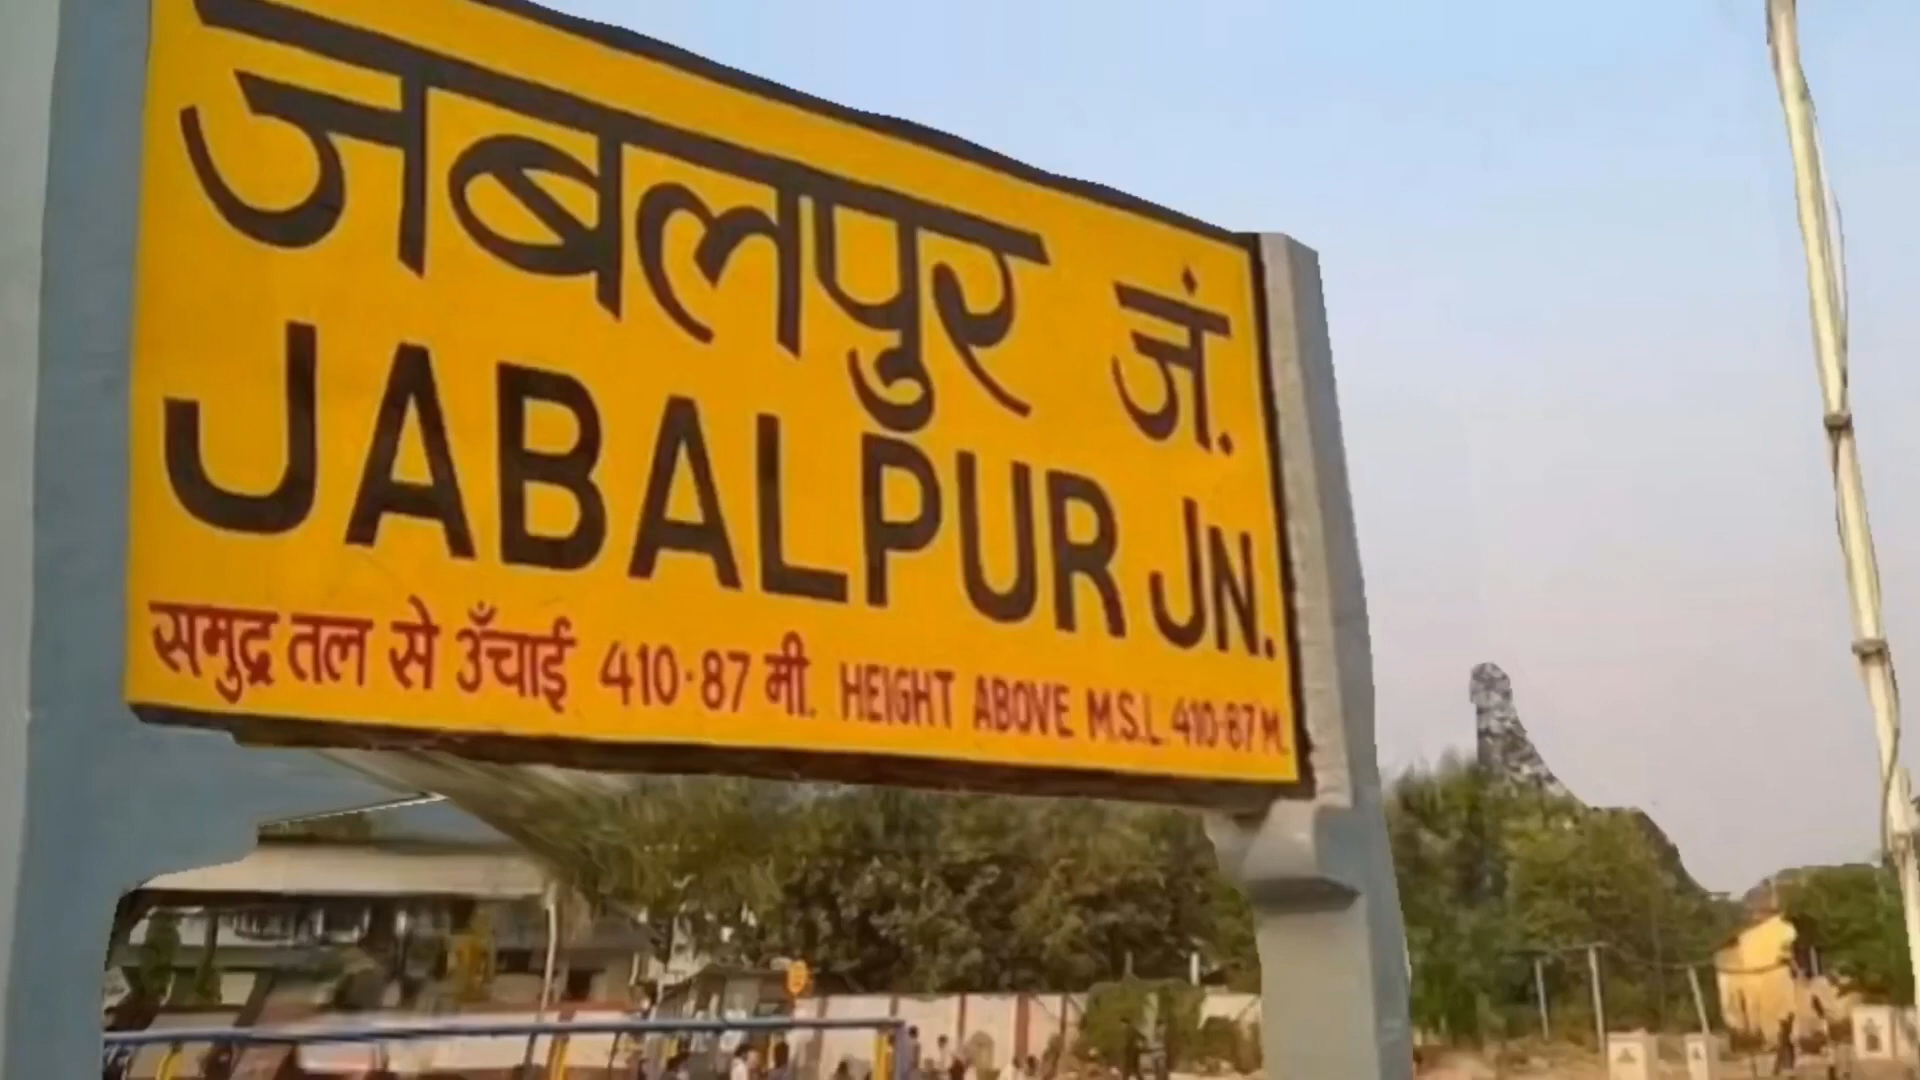 जबलपुर जं.
JABALPUR JN.
समुद्र तल से उँचाई 410·87 मी. HEIGHT ABOVE M.S.L. 410·87 M.